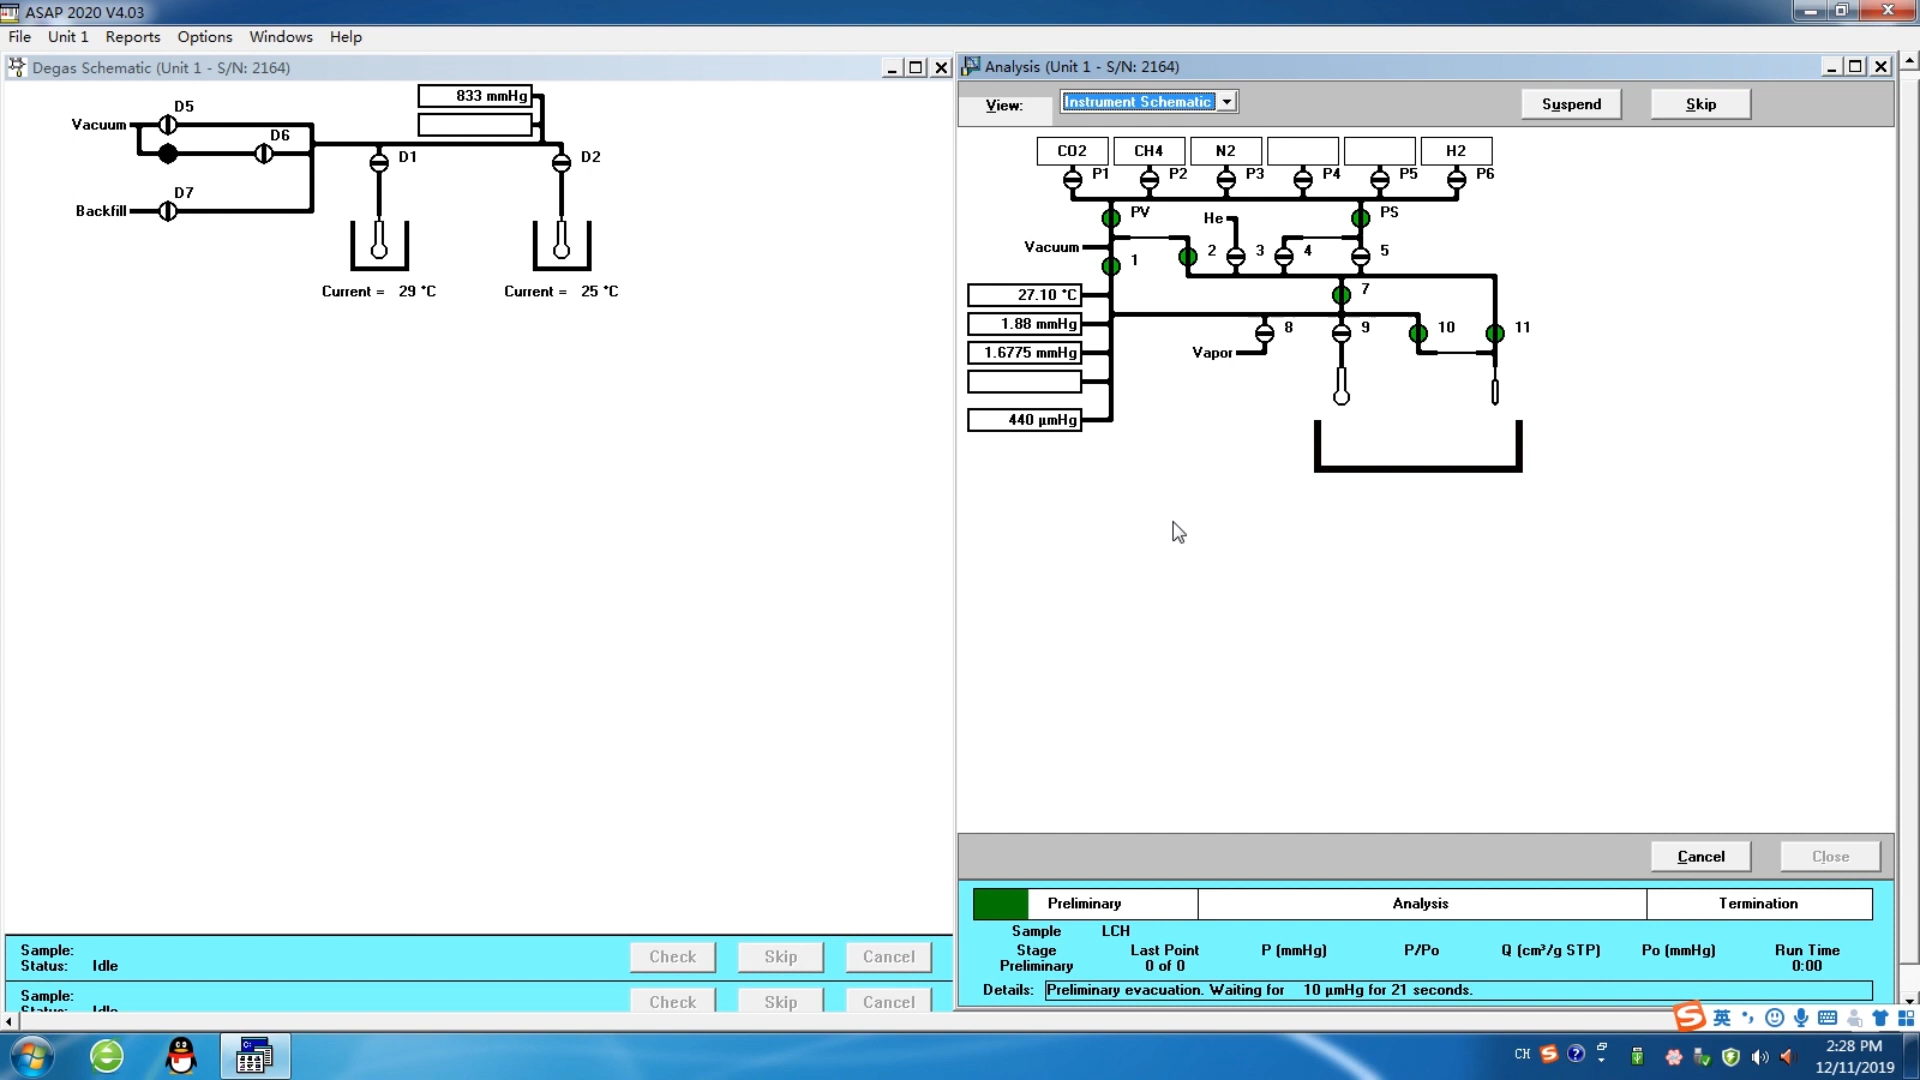 ASAP 2020 V4.03
File Unit 1 Reports Options Windows Help
Degas Schematic (Unit 1 - S/N: 2164)
833 mmHg
D5
Vacuum
D6
D1
D2
D7
Backfill
Current = 29 °C
Current = 25 °C
Sample:
Status: Idle
Check Skip Cancel
Sample:
Status: Idle
Check Skip Cancel
Analysis (Unit 1 - S/N: 2164)
View: Instrument Schematic Suspend Skip
CO2 CH4 N2 H2
P1 P2 P3 P4 P5 P6
PV He PS
Vacuum 1 2 3 4 5
27.10 °C 7
1.88 mmHg 8 9 10 11
1.6775 mmHg Vapor
440 µmHg
Cancel Close
Preliminary Analysis Termination
Sample LCH
Stage Last Point P (mmHg) P/Po Q (cm³/g STP) Po (mmHg) Run Time
Preliminary 0 of 0 0:00
Details: Preliminary evacuation. Waiting for 10 µmHg for 21 seconds.
S 英
CH S ? 2:28 PM
12/11/2019